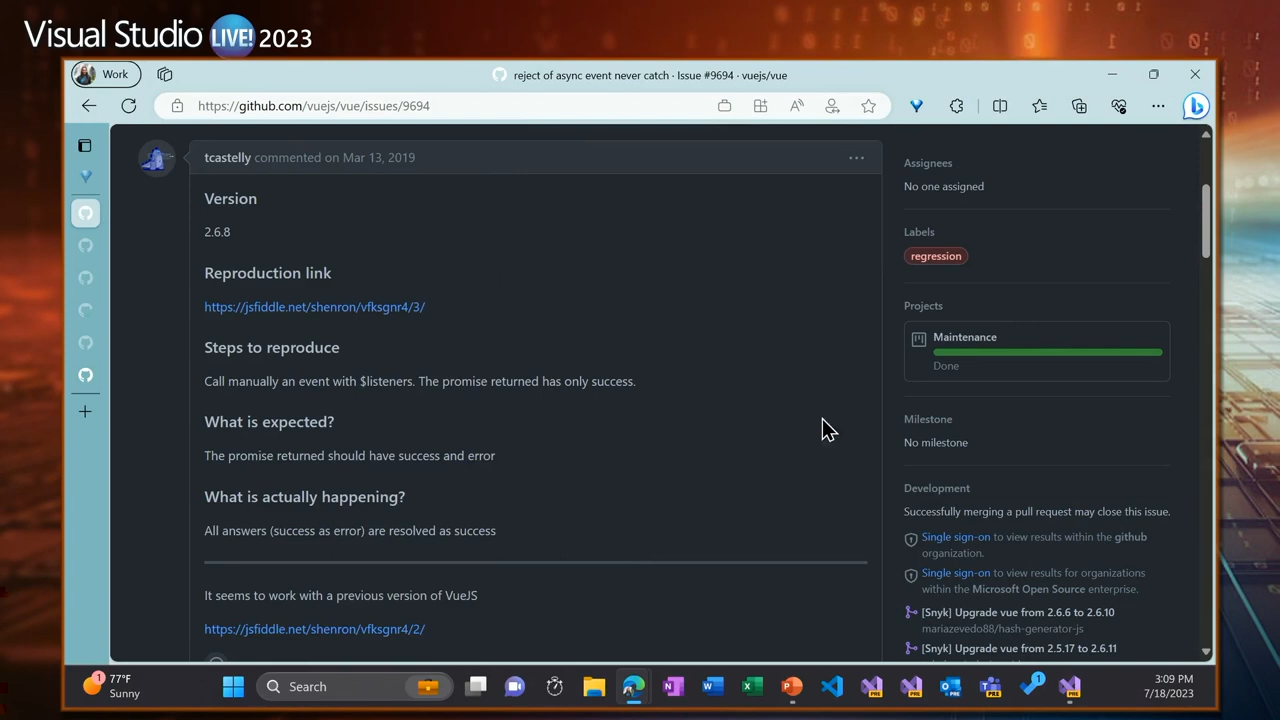 Visual Studio LIVE! 2023
Work
reject of async event never catch · Issue #9694 · vuejs/vue
https://github.com/vuejs/vue/issues/9694
tcastelly commented on Mar 13, 2019
Version
2.6.8
Reproduction link
https://jsfiddle.net/shenron/vfksgnr4/3/
Steps to reproduce
Call manually an event with $listeners. The promise returned has only success.
What is expected?
The promise returned should have success and error
What is actually happening?
All answers (success as error) are resolved as success
It seems to work with a previous version of VueJS
https://jsfiddle.net/shenron/vfksgnr4/2/
Assignees
No one assigned
Labels
regression
Projects
Maintenance
Done
Milestone
No milestone
Development
Successfully merging a pull request may close this issue.
Single sign-on to view results within the github
organization.
Single sign-on to view results for organizations
within the Microsoft Open Source enterprise.
[Snyk] Upgrade vue from 2.6.6 to 2.6.10
mariazevedo88/hash-generator-js
[Snyk] Upgrade vue from 2.5.17 to 2.6.11
1
77°F
Sunny
Search
1
3:09 PM
7/18/2023